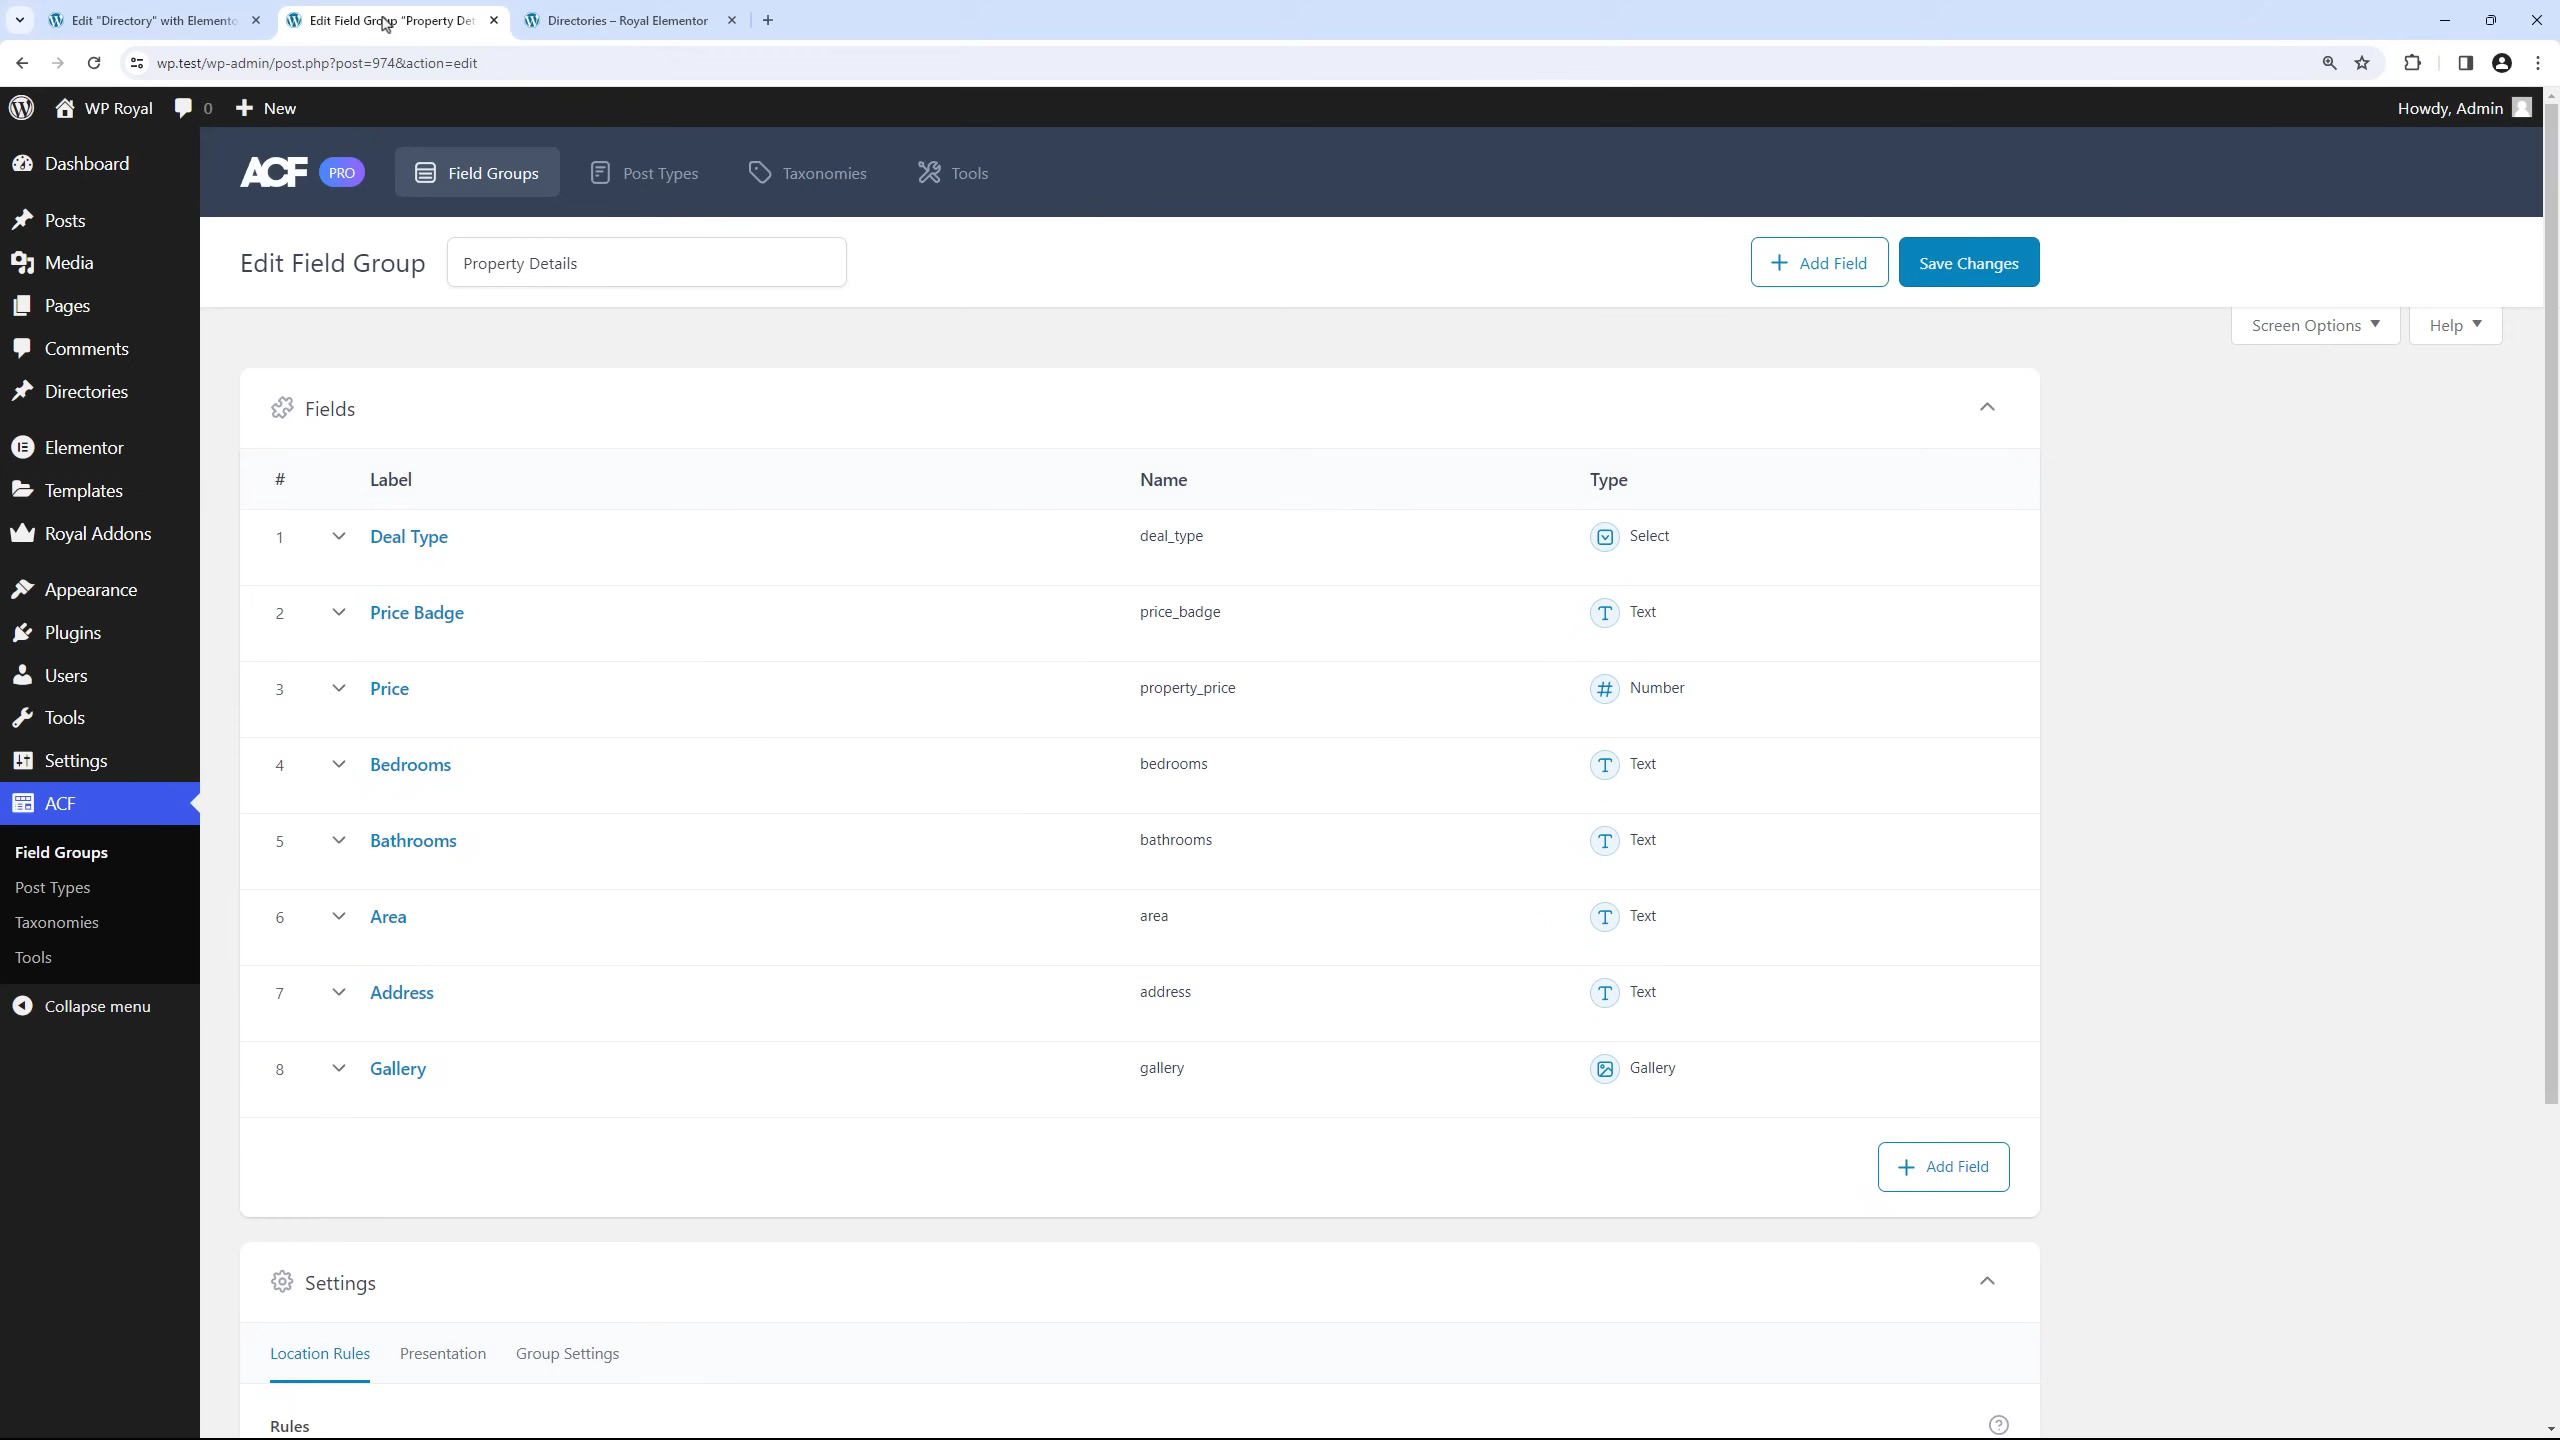 Edit "Directory" with Elemento
Edit Field Group "Property Det
Directories – Royal Elementor
wp.test/wp-admin/post.php?post=974&action=edit
WP Royal
0
New
Howdy, Admin
Dashboard
Posts
Media
Pages
Comments
Directories
Elementor
Templates
Royal Addons
Appearance
Plugins
Users
Tools
Settings
ACF
Field Groups
Post Types
Taxonomies
Tools
Collapse menu
ACF PRO
Field Groups
Post Types
Taxonomies
Tools
Edit Field Group
Property Details
Add Field
Save Changes
Screen Options
Help
Fields
# Label Name Type
1 Deal Type deal_type Select
2 Price Badge price_badge Text
3 Price property_price Number
4 Bedrooms bedrooms Text
5 Bathrooms bathrooms Text
6 Area area Text
7 Address address Text
8 Gallery gallery Gallery
Add Field
Settings
Location Rules
Presentation
Group Settings
Rules